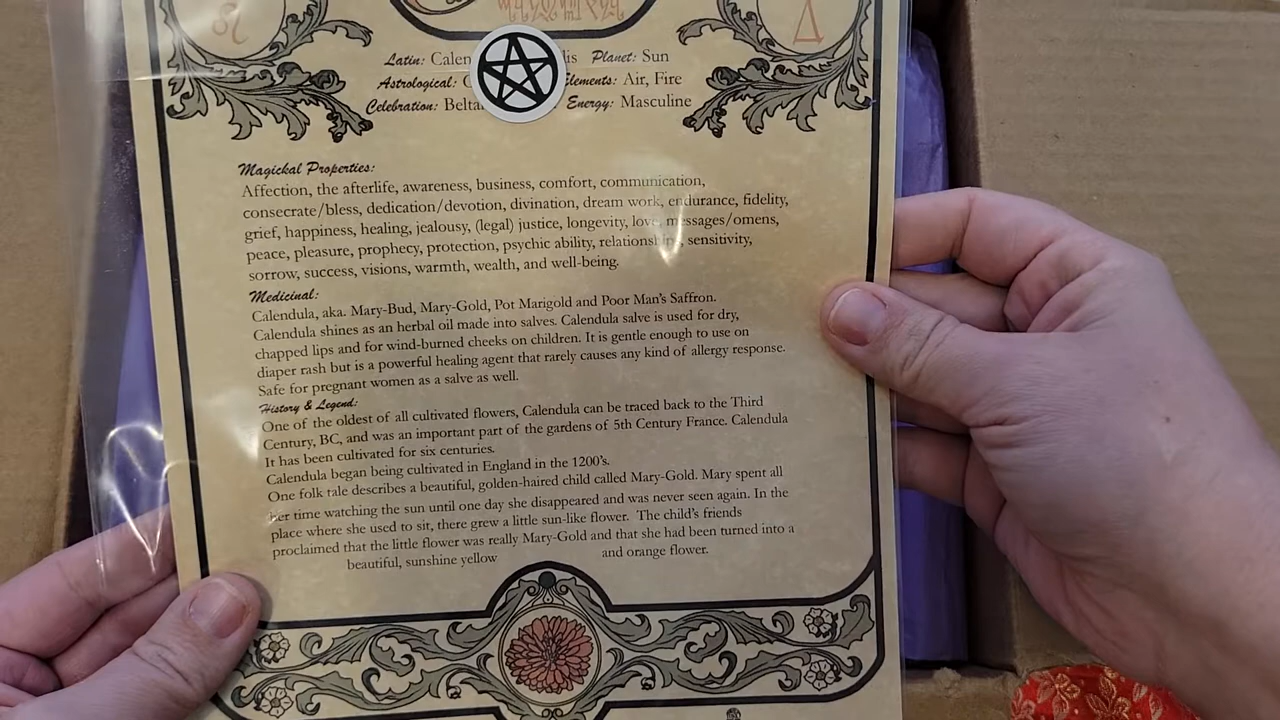 Latin: Calen lis Planet: Sun
Astrological: Elements: Air, Fire
Celebration: Belta Energy: Masculine
Magickal Properties:
Affection, the afterlife, awareness, business, comfort, communication,
consecrate/bless, dedication/devotion, divination, dream work, endurance, fidelity,
grief, happiness, healing, jealousy, (legal) justice, longevity, love, messages/omens,
peace, pleasure, prophecy, protection, psychic ability, relationship, sensitivity,
sorrow, success, visions, warmth, wealth, and well-being.
Medicinal:
Calendula, aka. Mary-Bud, Mary-Gold, Pot Marigold and Poor Man's Saffron.
Calendula shines as an herbal oil made into salves. Calendula salve is used for dry,
chapped lips and for wind-burned cheeks on children. It is gentle enough to use on
diaper rash but is a powerful healing agent that rarely causes any kind of allergy response.
Safe for pregnant women as a salve as well.
History & Legend:
One of the oldest of all cultivated flowers, Calendula can be traced back to the Third
Century, BC, and was an important part of the gardens of 5th Century France. Calendula
It has been cultivated for six centuries.
Calendula began being cultivated in England in the 1200's.
One folk tale describes a beautiful, golden-haired child called Mary-Gold. Mary spent all
her time watching the sun until one day she disappeared and was never seen again. In the
place where she used to sit, there grew a little sun-like flower. The child's friends
proclaimed that the little flower was really Mary-Gold and that she had been turned into a
beautiful, sunshine yellow and orange flower.